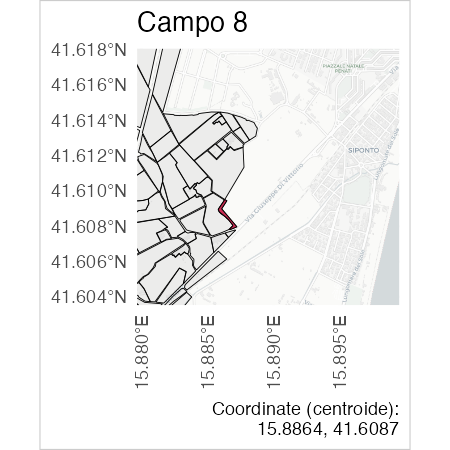 Campo 8
41.618°N
41.616°N
41.614°N
41.612°N
41.610°N
41.608°N
41.606°N
41.604°N
PIAZZALE NATALE
PENATI
SIPONTO
Via Giuseppe Di Vittorio
15.880°E
15.885°E
15.890°E
15.895°E
Coordinate (centroide):
15.8864, 41.6087